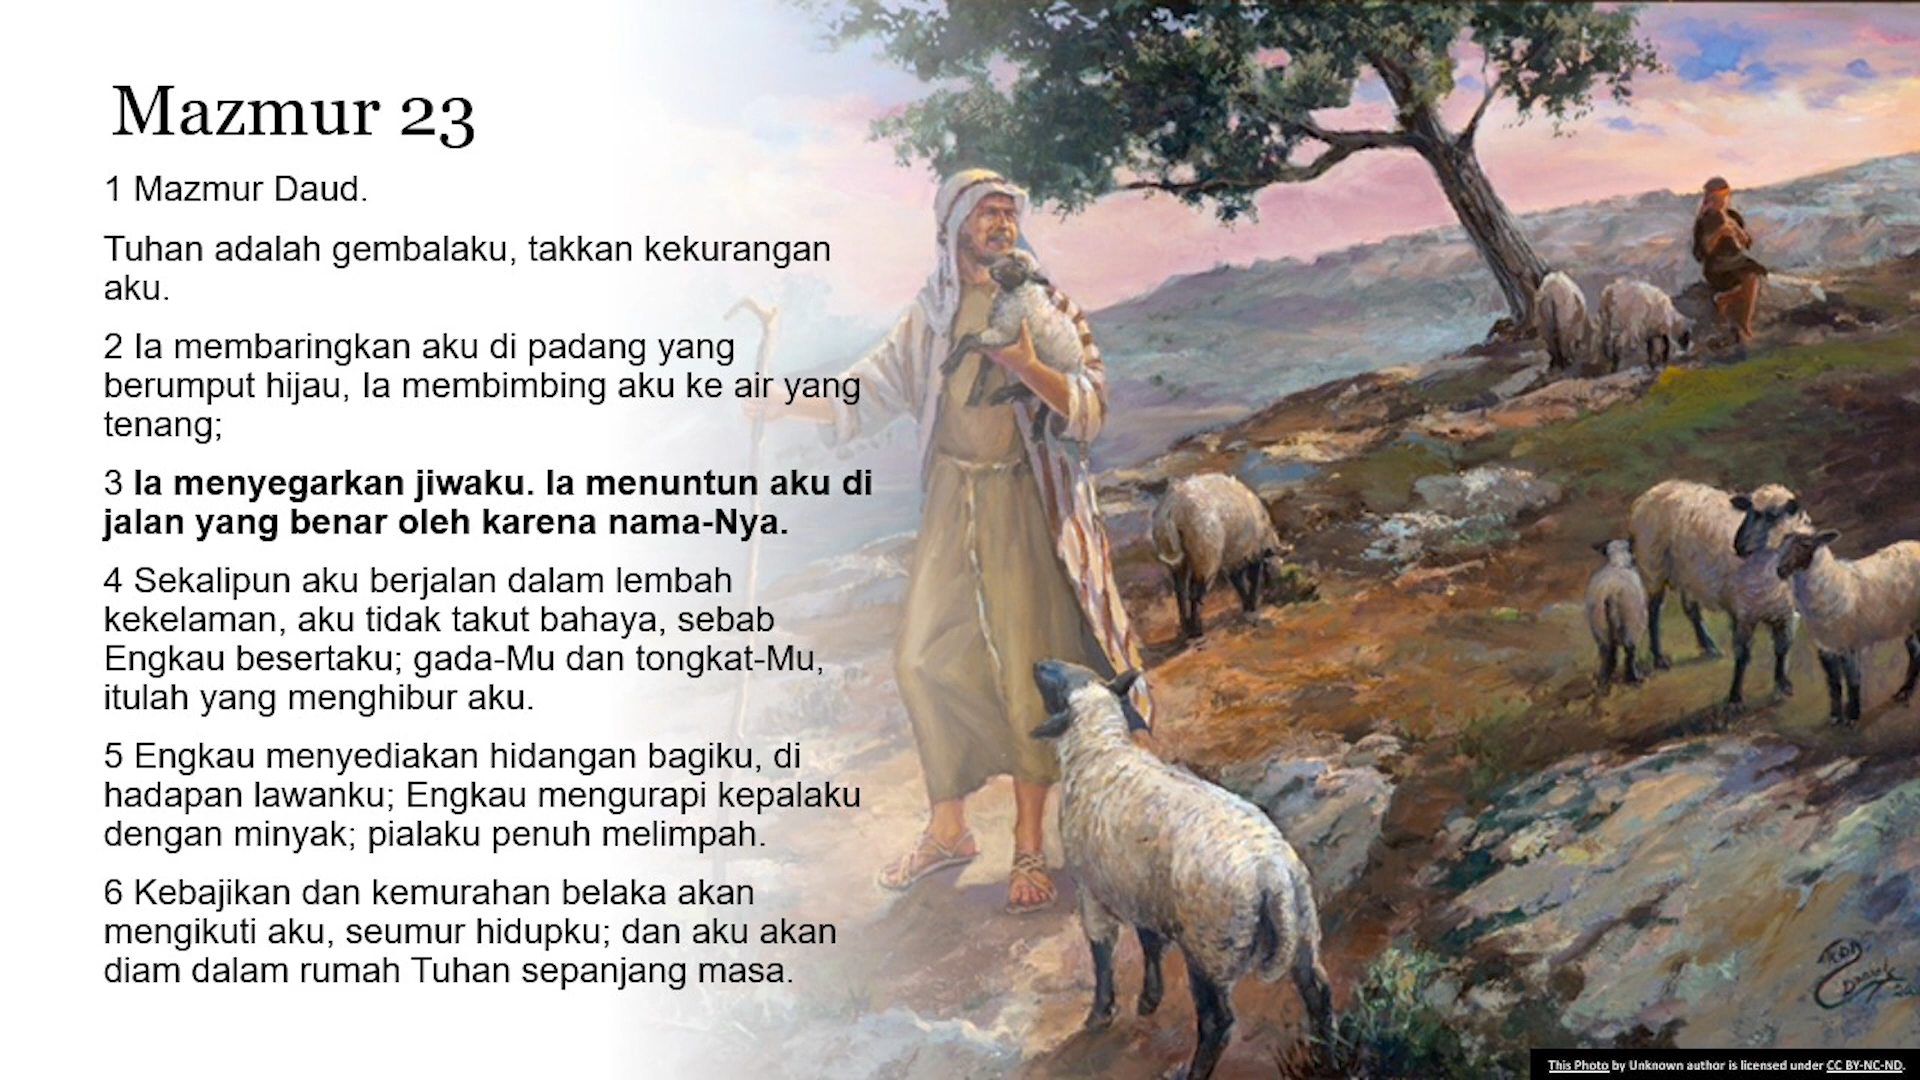 Mazmur 23
1 Mazmur Daud.
Tuhan adalah gembalaku, takkan kekurangan
aku.
2 Ia membaringkan aku di padang yang
berumput hijau, Ia membimbing aku ke air yang
tenang;
3 Ia menyegarkan jiwaku. Ia menuntun aku di
jalan yang benar oleh karena nama-Nya.
4 Sekalipun aku berjalan dalam lembah
kekelaman, aku tidak takut bahaya, sebab
Engkau besertaku; gada-Mu dan tongkat-Mu,
itulah yang menghibur aku.
5 Engkau menyediakan hidangan bagiku, di
hadapan lawanku; Engkau mengurapi kepalaku
dengan minyak; pialaku penuh melimpah.
6 Kebajikan dan kemurahan belaka akan
mengikuti aku, seumur hidupku; dan aku akan
diam dalam rumah Tuhan sepanjang masa.
This Photo by Unknown author is licensed under CC BY-NC-ND.